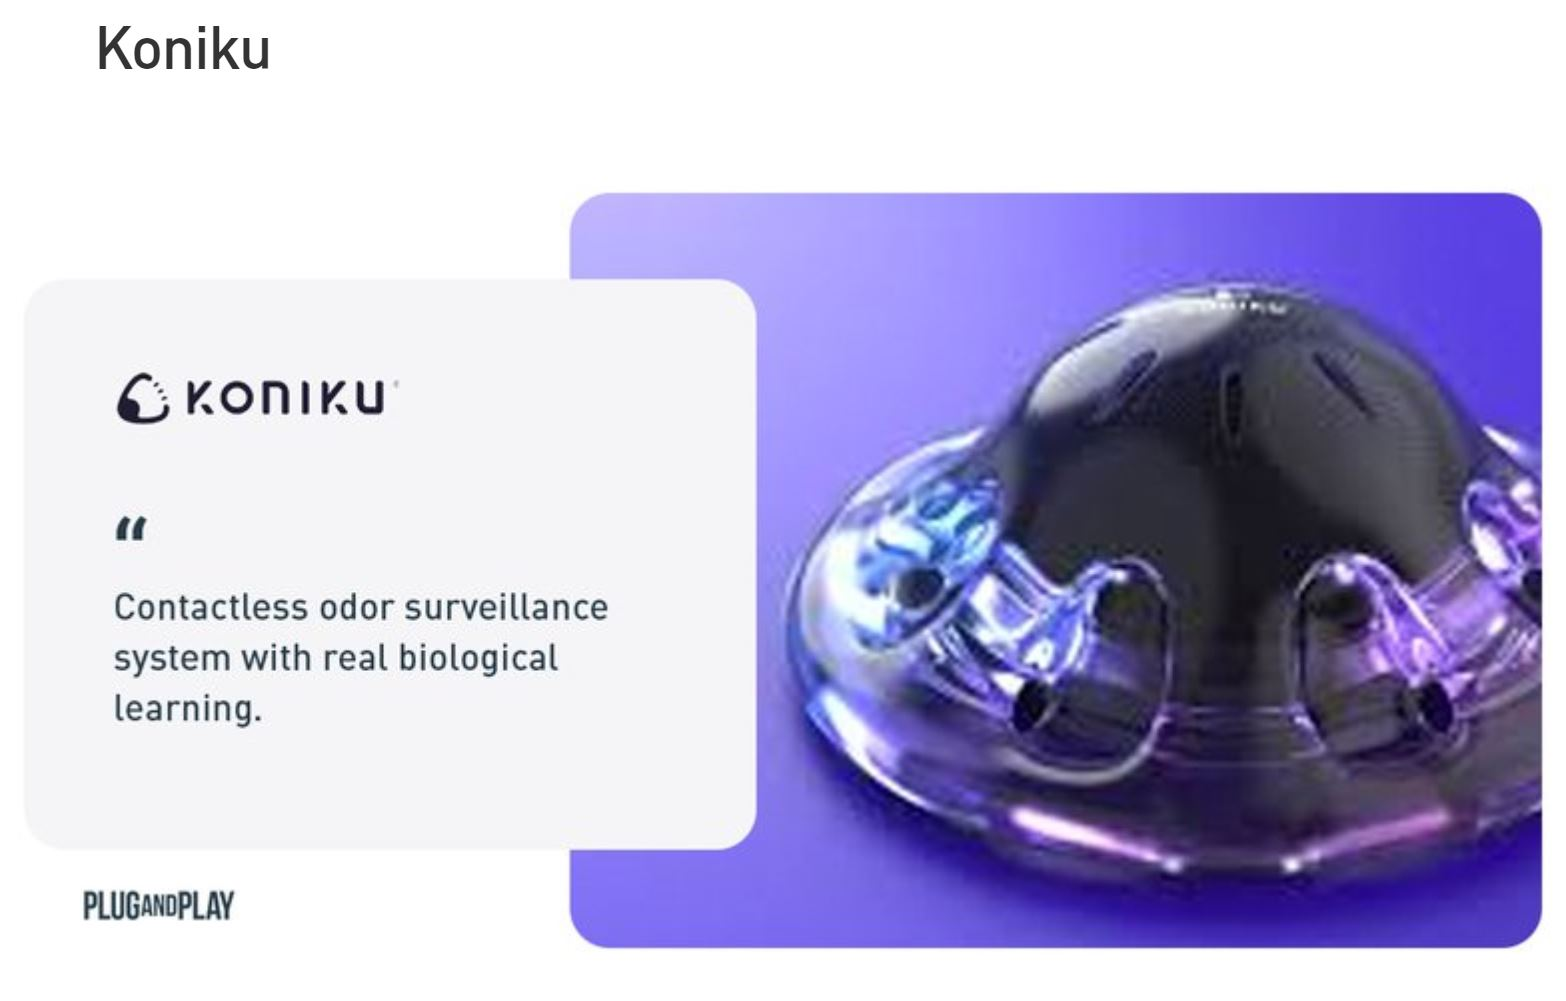 Koniku
KONIKU
“
Contactless odor surveillance
system with real biological
learning.
PLUGANDPLAY